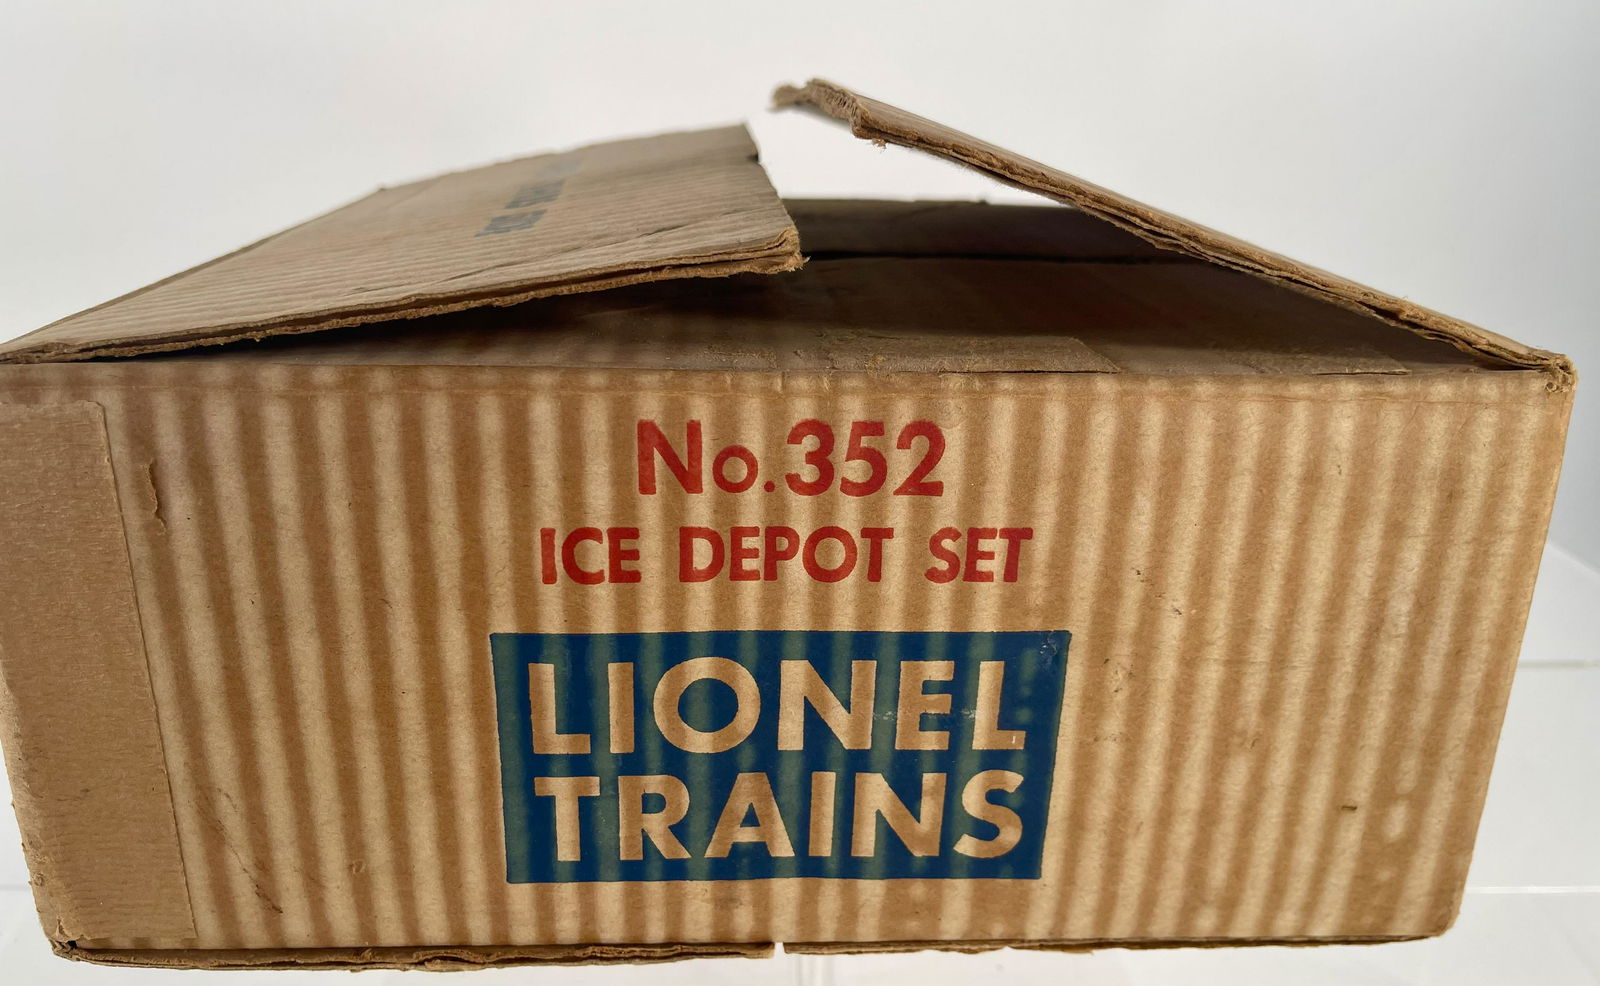 No. 352
ICE DEPOT SET
LIONEL
TRAINS